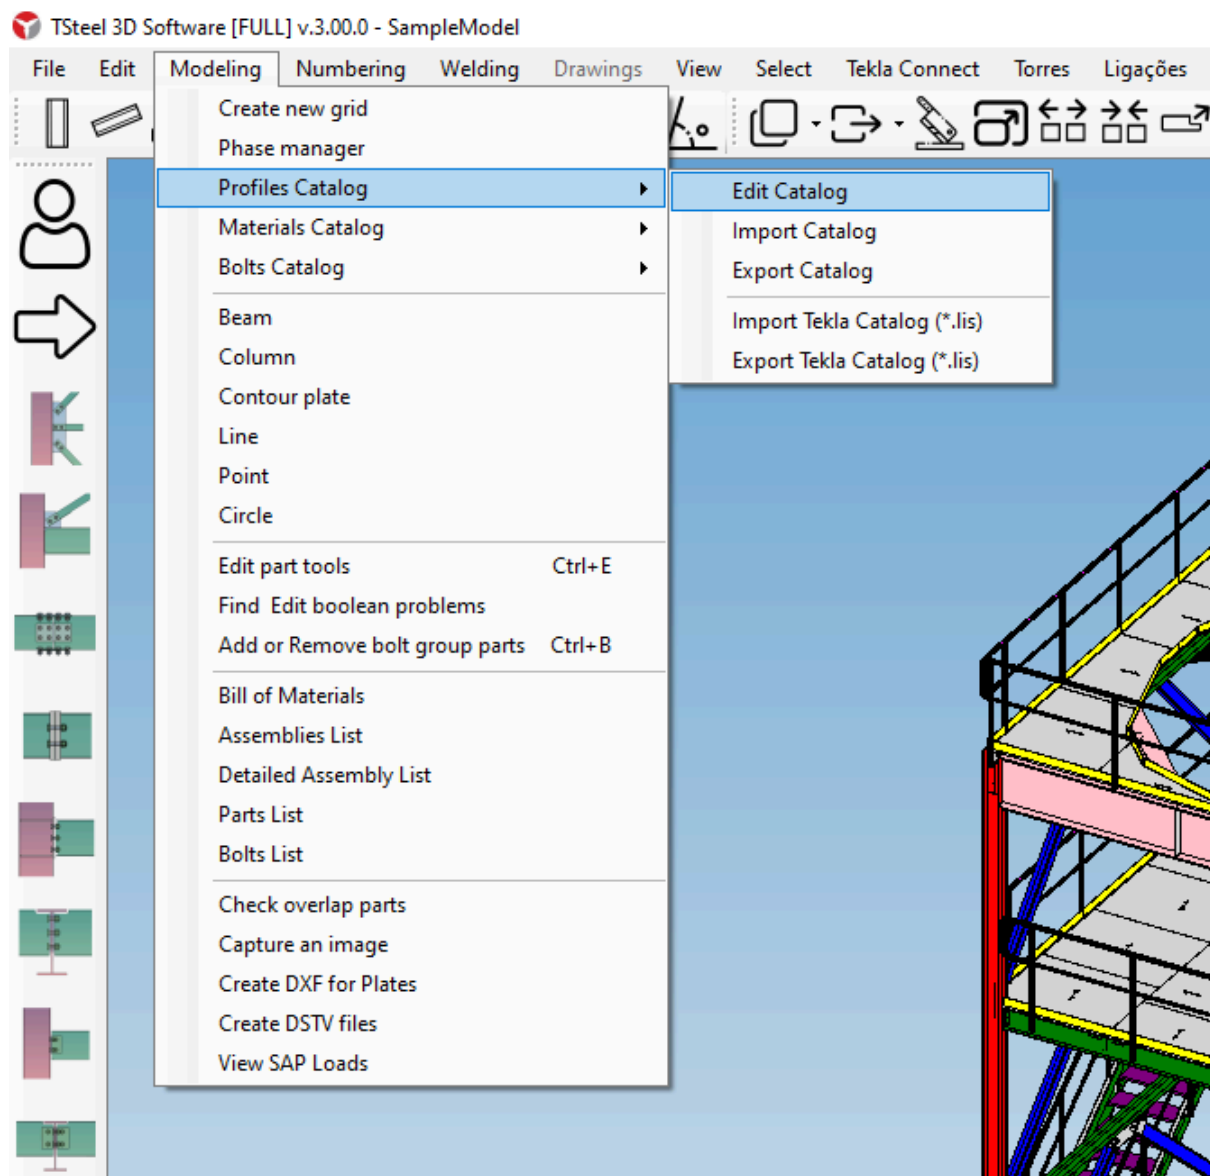 TSteel 3D Software [FULL] v.3.00.0 - SampleModel
File Edit Modeling Numbering Welding Drawings View Select Tekla Connect Torres Ligações
Create new grid
Phase manager
Profiles Catalog
Materials Catalog
Bolts Catalog
Beam
Column
Contour plate
Line
Point
Circle
Edit part tools Ctrl+E
Find  Edit boolean problems
Add or Remove bolt group parts Ctrl+B
Bill of Materials
Assemblies List
Detailed Assembly List
Parts List
Bolts List
Check overlap parts
Capture an image
Create DXF for Plates
Create DSTV files
View SAP Loads
Edit Catalog
Import Catalog
Export Catalog
Import Tekla Catalog (*.lis)
Export Tekla Catalog (*.lis)